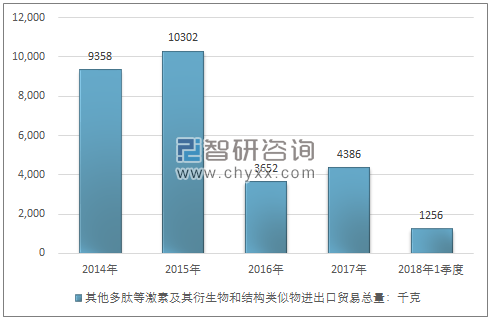 12,000
10,000
8,000
6,000
4,000
2,000
0
9358
10302
3652
4386
1256
智研咨询
www.chyxx.com
2014年
2015年
2016年
2017年
2018年1季度
其他多肽等激素及其衍生物和结构类似物进出口贸易总量：千克